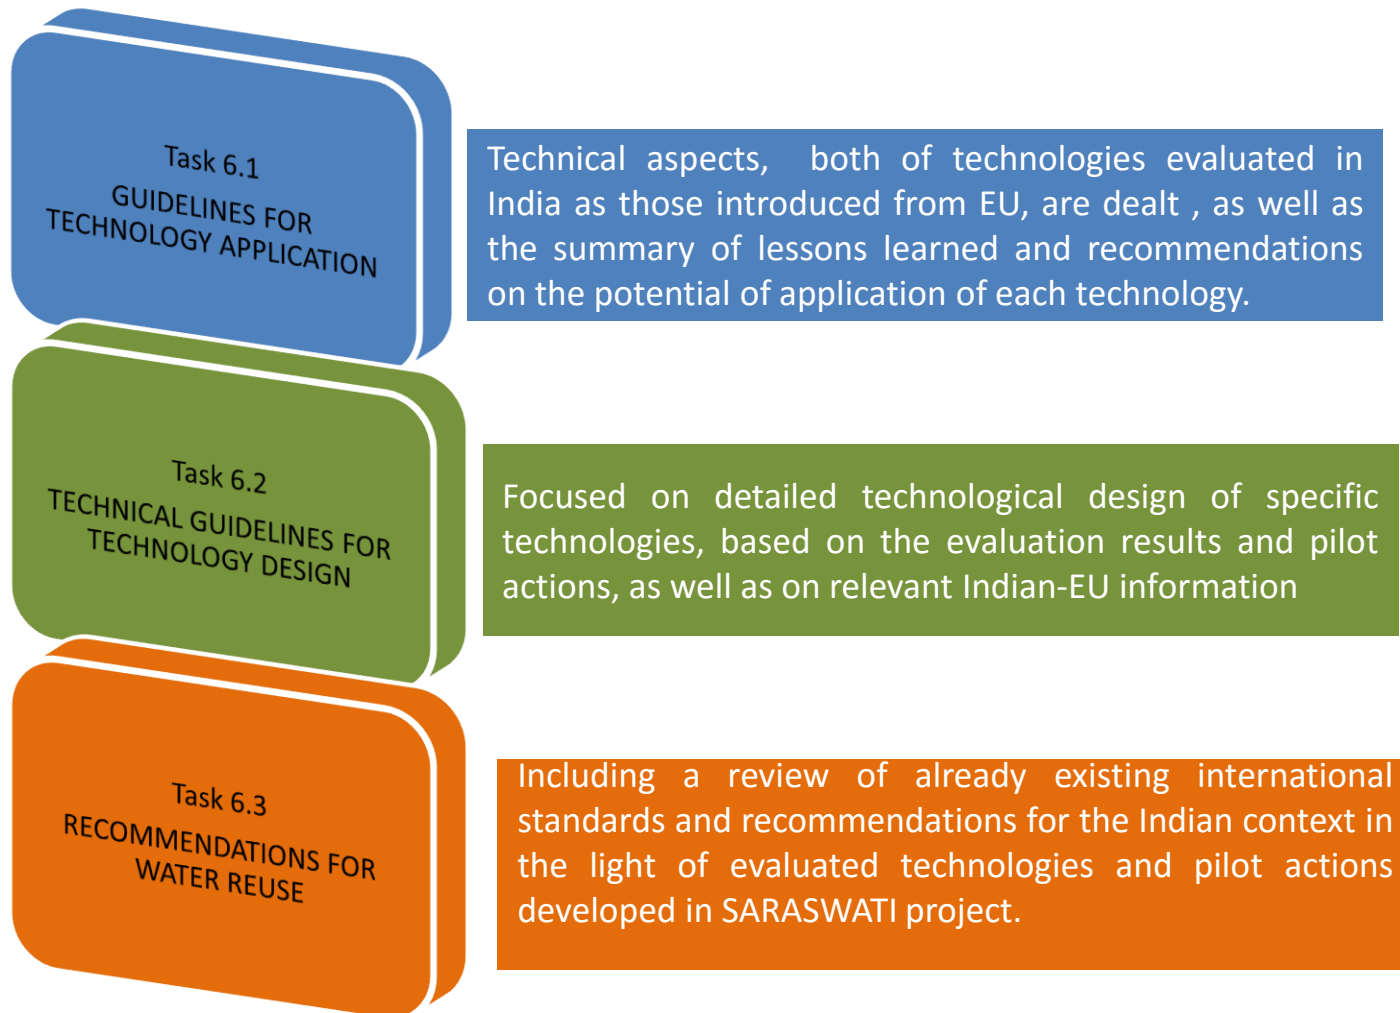 Task 6.1
GUIDELINES FOR
TECHNOLOGY APPLICATION
Technical aspects, both of technologies evaluated in
India as those introduced from EU, are dealt , as well as
the summary of lessons learned and recommendations
on the potential of application of each technology.
Task 6.2
TECHNICAL GUIDELINES FOR
TECHNOLOGY DESIGN
Focused on detailed technological design of specific
technologies, based on the evaluation results and pilot
actions, as well as on relevant Indian-EU information
Task 6.3
RECOMMENDATIONS FOR
WATER REUSE
Including a review of already existing international
standards and recommendations for the Indian context in
the light of evaluated technologies and pilot actions
developed in SARASWATI project.